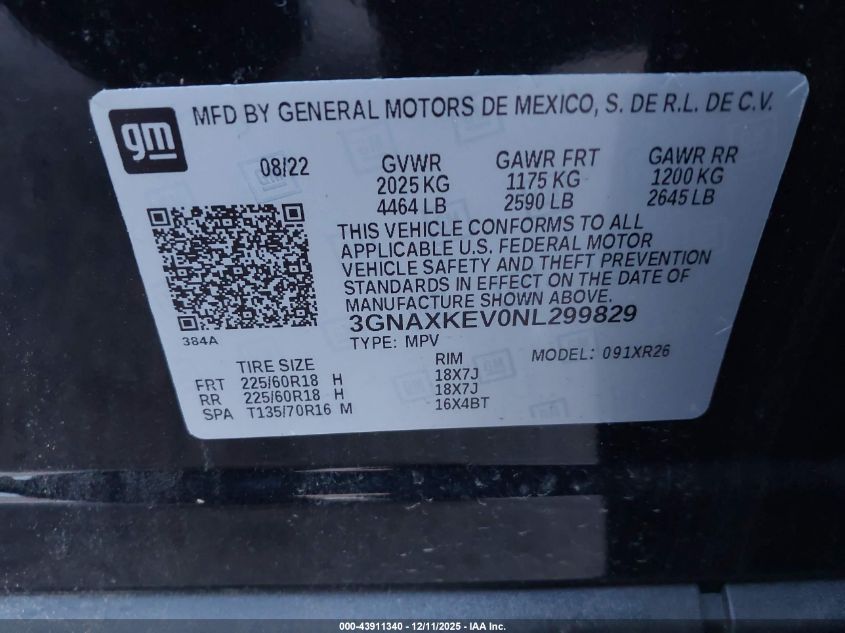 gm
MFD BY GENERAL MOTORS DE MEXICO, S. DE R.L. DE C.V.
08/22 GVWR GAWR FRT GAWR RR
2025 KG 1175 KG 1200 KG
4464 LB 2590 LB 2645 LB
THIS VEHICLE CONFORMS TO ALL
APPLICABLE U.S. FEDERAL MOTOR
VEHICLE SAFETY AND THEFT PREVENTION
STANDARDS IN EFFECT ON THE DATE OF
MANUFACTURE SHOWN ABOVE.
3GNAXKEV0NL299829
384A
TYPE: MPV MODEL: 091XR26
TIRE SIZE RIM
FRT 225/60R18 H 18X7J
RR 225/60R18 H 18X7J
SPA T135/70R16 M 16X4BT
000-43911340 - 12/11/2025 - IAA Inc.